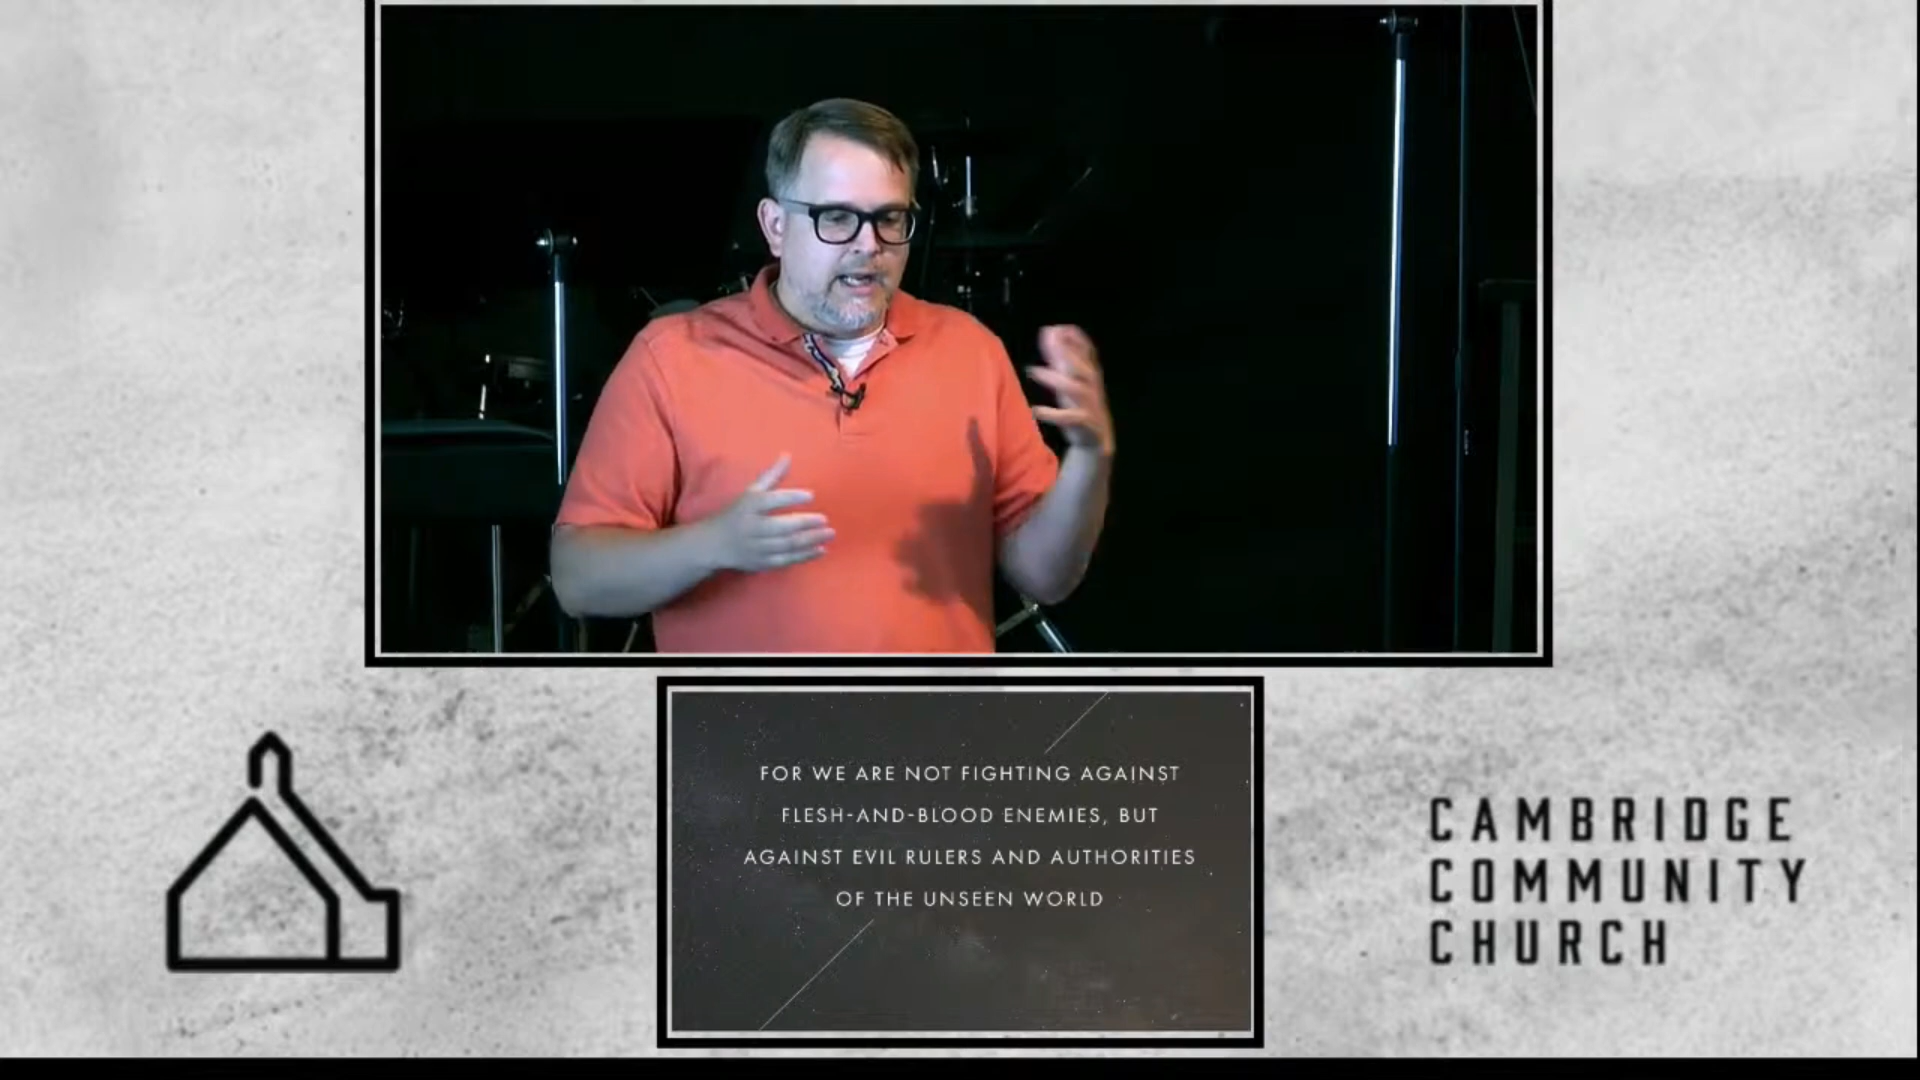 FOR WE ARE NOT FIGHTING AGAINST
FLESH-AND-BLOOD ENEMIES, BUT
AGAINST EVIL RULERS AND AUTHORITIES
OF THE UNSEEN WORLD
CAMBRIDGE
COMMUNITY
CHURCH